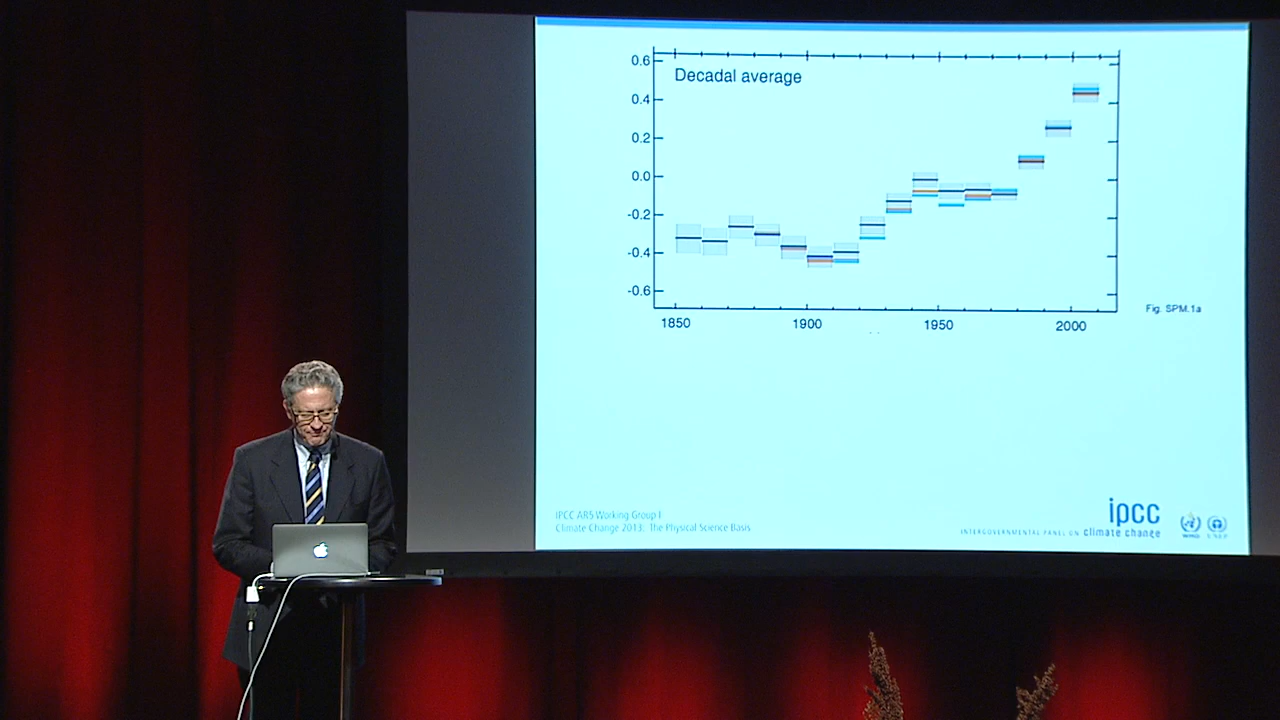 Decadal average
0.6
0.4
0.2
0.0
-0.2
-0.4
-0.6
1850 1900 1950 2000
Fig. SPM.1a
IPCC AR5 Working Group I
Climate Change 2013: The Physical Science Basis
ipcc
INTERGOVERNMENTAL PANEL ON climate change
WMO UNEP